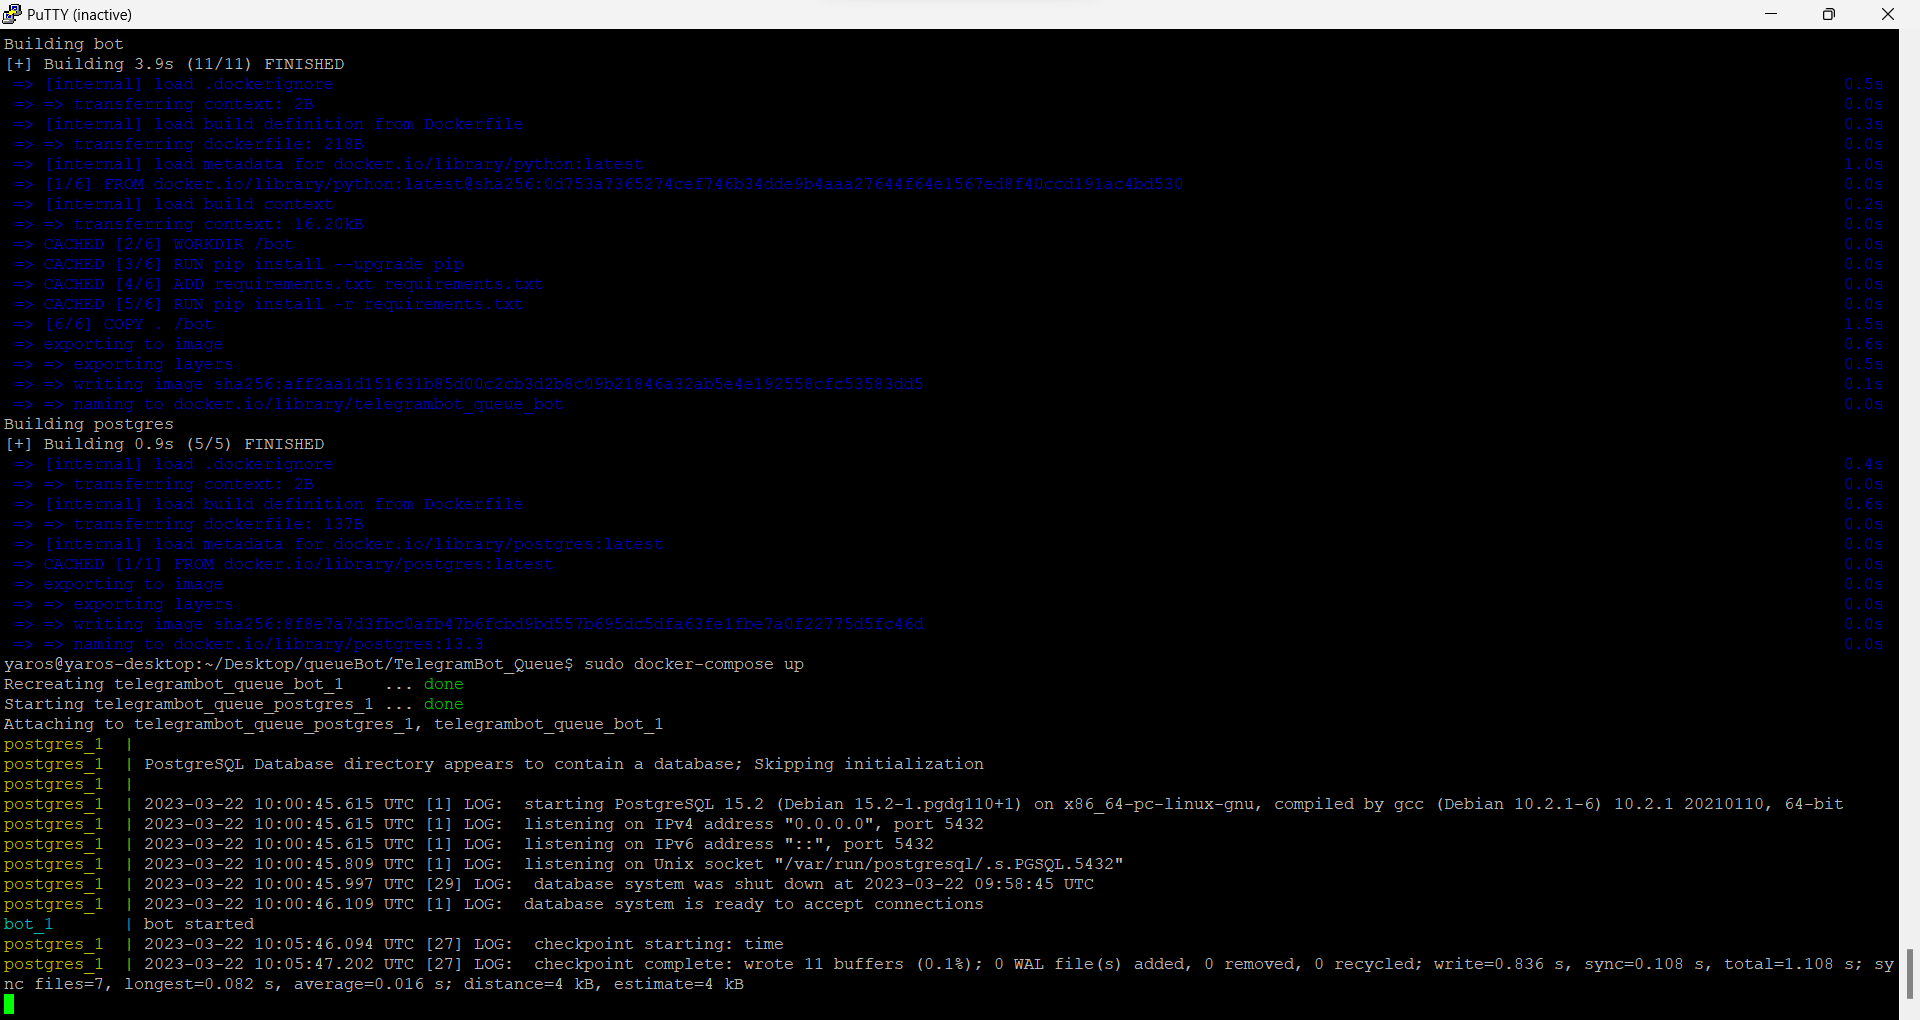 PuTTY (inactive)
Building bot
[+] Building 3.9s (11/11) FINISHED
=> [internal] load .dockerignore 0.5s
=> => transferring context: 2B 0.0s
=> [internal] load build definition from Dockerfile 0.3s
=> => transferring dockerfile: 218B 0.0s
=> [internal] load metadata for docker.io/library/python:latest 1.0s
=> [1/6] FROM docker.io/library/python:latest@sha256:0d753a7365274cef746b34dde9b4aaa27644f64e1567ed8f40ccd191ac4bd530 0.0s
=> [internal] load build context 0.2s
=> => transferring context: 16.20kB 0.0s
=> CACHED [2/6] WORKDIR /bot 0.0s
=> CACHED [3/6] RUN pip install --upgrade pip 0.0s
=> CACHED [4/6] ADD requirements.txt requirements.txt 0.0s
=> CACHED [5/6] RUN pip install -r requirements.txt 0.0s
=> [6/6] COPY . /bot 1.5s
=> exporting to image 0.6s
=> => exporting layers 0.5s
=> => writing image sha256:aff2aa1d151631b85d00c2cb3d2b8c09b21846a32ab5e4e192558cfc53583dd5 0.1s
=> => naming to docker.io/library/telegrambot_queue_bot 0.0s
Building postgres
[+] Building 0.9s (5/5) FINISHED
=> [internal] load .dockerignore 0.4s
=> => transferring context: 2B 0.0s
=> [internal] load build definition from Dockerfile 0.6s
=> => transferring dockerfile: 137B 0.0s
=> [internal] load metadata for docker.io/library/postgres:latest 0.0s
=> CACHED [1/1] FROM docker.io/library/postgres:latest 0.0s
=> exporting to image 0.0s
=> => exporting layers 0.0s
=> => writing image sha256:8f8e7a7d3fbc0afb47b6fcbd9bd557b695dc5dfa63fe1fbe7a0f22775d5fc46d 0.0s
=> => naming to docker.io/library/postgres:13.3 0.0s
yaros@yaros-desktop:~/Desktop/queueBot/TelegramBot_Queue$ sudo docker-compose up
Recreating telegrambot_queue_bot_1 ... done
Starting telegrambot_queue_postgres_1 ... done
Attaching to telegrambot_queue_postgres_1, telegrambot_queue_bot_1
postgres_1 |
postgres_1 | PostgreSQL Database directory appears to contain a database; Skipping initialization
postgres_1 |
postgres_1 | 2023-03-22 10:00:45.615 UTC [1] LOG: starting PostgreSQL 15.2 (Debian 15.2-1.pgdg110+1) on x86_64-pc-linux-gnu, compiled by gcc (Debian 10.2.1-6) 10.2.1 20210110, 64-bit
postgres_1 | 2023-03-22 10:00:45.615 UTC [1] LOG: listening on IPv4 address "0.0.0.0", port 5432
postgres_1 | 2023-03-22 10:00:45.615 UTC [1] LOG: listening on IPv6 address "::", port 5432
postgres_1 | 2023-03-22 10:00:45.809 UTC [1] LOG: listening on Unix socket "/var/run/postgresql/.s.PGSQL.5432"
postgres_1 | 2023-03-22 10:00:45.997 UTC [29] LOG: database system was shut down at 2023-03-22 09:58:45 UTC
postgres_1 | 2023-03-22 10:00:46.109 UTC [1] LOG: database system is ready to accept connections
bot_1 | bot started
postgres_1 | 2023-03-22 10:05:46.094 UTC [27] LOG: checkpoint starting: time
postgres_1 | 2023-03-22 10:05:47.202 UTC [27] LOG: checkpoint complete: wrote 11 buffers (0.1%); 0 WAL file(s) added, 0 removed, 0 recycled; write=0.836 s, sync=0.108 s, total=1.108 s; sy
nc files=7, longest=0.082 s, average=0.016 s; distance=4 kB, estimate=4 kB